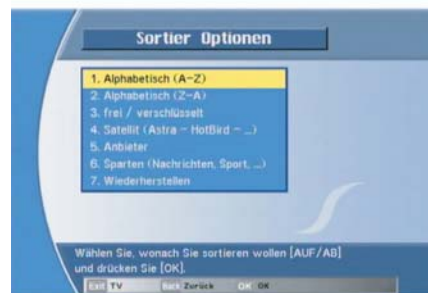 Sortier Optionen
1. Alphabetisch (A-Z)
2. Alphabetisch (Z-A)
3. frei / verschlüsselt
4. Satellit (Astra - HotBird - ...)
5. Anbieter
6. Sparten (Nachrichten, Sport, ...)
7. Wiederherstellen
Wählen Sie, wonach Sie sortieren wollen [AUF/AB]
und drücken Sie [OK].
Exit TV Back Zurück OK OK